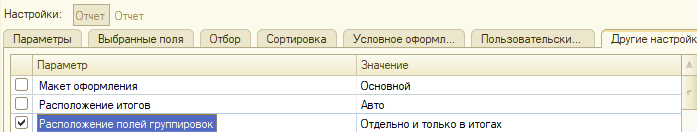 Настройки: Отчет Отчет
Параметры Выбранные поля Отбор Сортировка Условное оформл... Пользовательски... Другие настройк
Параметр Значение
Макет оформления Основной
Расположение итогов Авто
Расположение полей группировок Отдельно и только в итогах